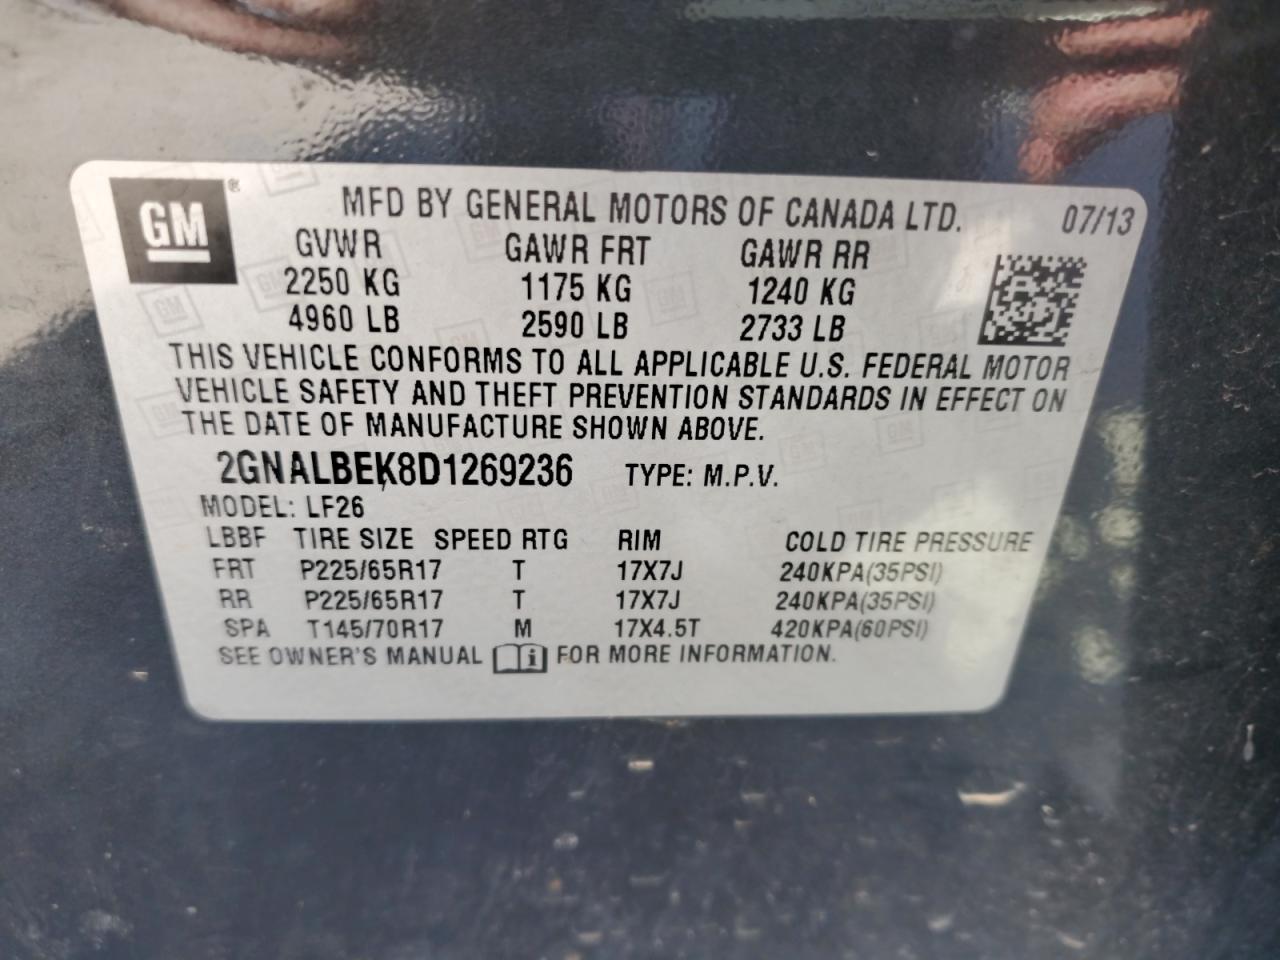 GM ® MFD BY GENERAL MOTORS OF CANADA LTD. 07/13
GVWR GAWR FRT GAWR RR
2250 KG 1175 KG 1240 KG
4960 LB 2590 LB 2733 LB
THIS VEHICLE CONFORMS TO ALL APPLICABLE U.S. FEDERAL MOTOR
VEHICLE SAFETY AND THEFT PREVENTION STANDARDS IN EFFECT ON
THE DATE OF MANUFACTURE SHOWN ABOVE.
2GNALBEK8D1269236 TYPE: M.P.V.
MODEL: LF26
LBBF TIRE SIZE SPEED RTG RIM COLD TIRE PRESSURE
FRT P225/65R17 T 17X7J 240KPA(35PSI)
RR P225/65R17 T 17X7J 240KPA(35PSI)
SPA T145/70R17 M 17X4.5T 420KPA(60PSI)
SEE OWNER'S MANUAL i FOR MORE INFORMATION.